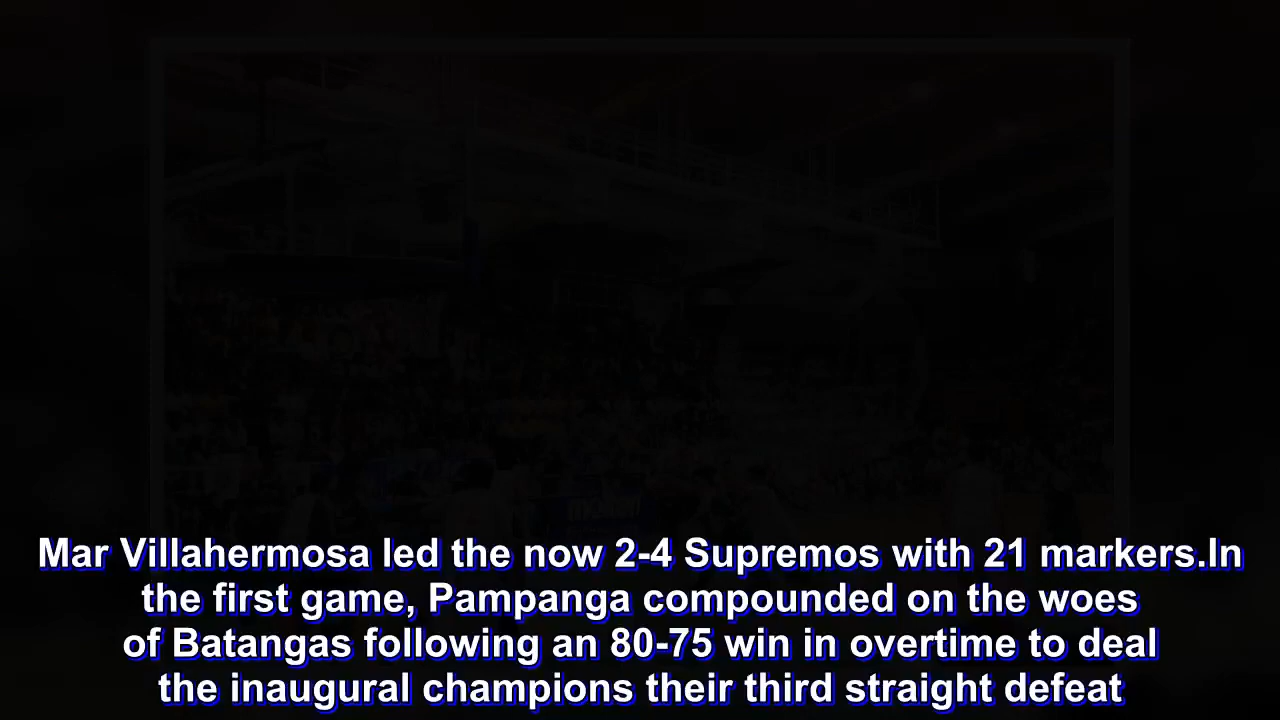 Mar Villahermosa led the now 2-4 Supremos with 21 markers.In
the first game, Pampanga compounded on the woes
of Batangas following an 80-75 win in overtime to deal
the inaugural champions their third straight defeat